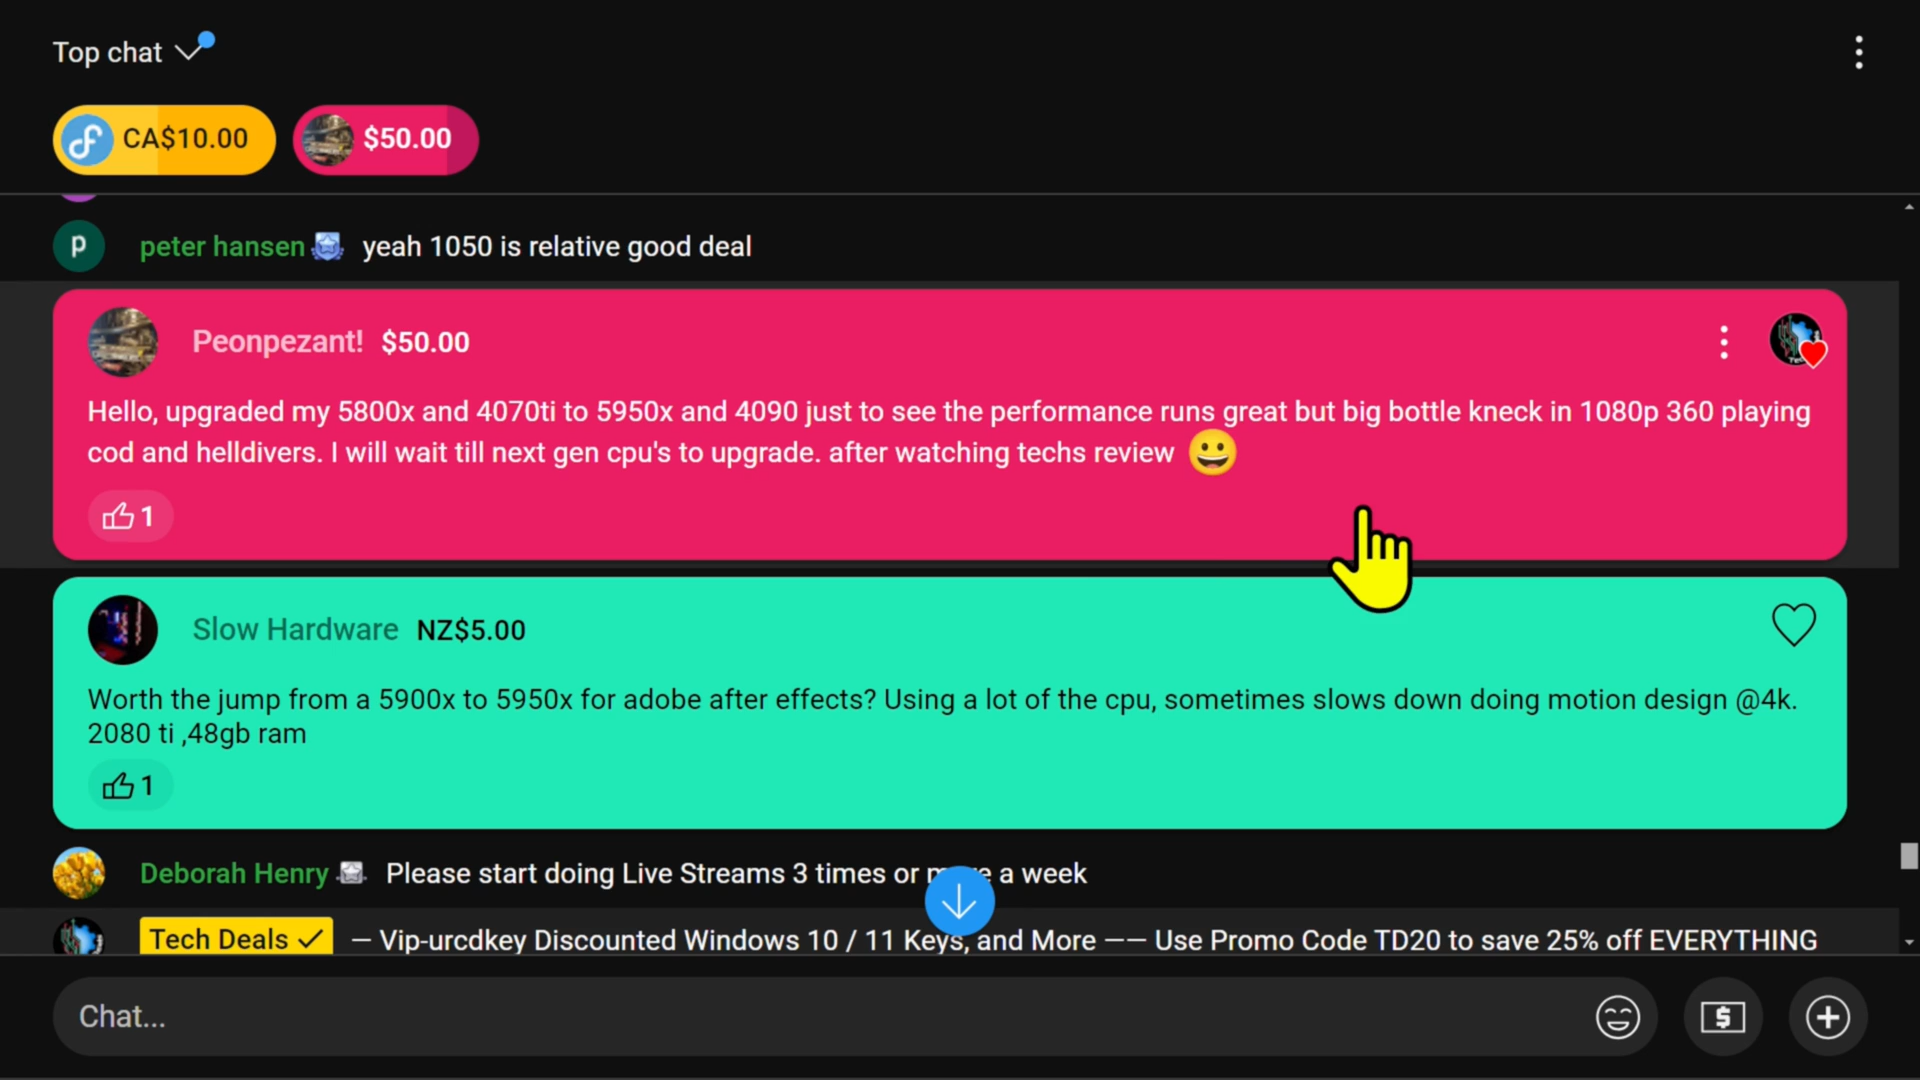 Top chat
CA$10.00 $50.00
p peter hansen yeah 1050 is relative good deal
Peonpezant! $50.00
Hello, upgraded my 5800x and 4070ti to 5950x and 4090 just to see the performance runs great but big bottle kneck in 1080p 360 playing
cod and helldivers. I will wait till next gen cpu's to upgrade. after watching techs review
1
Slow Hardware NZ$5.00
Worth the jump from a 5900x to 5950x for adobe after effects? Using a lot of the cpu, sometimes slows down doing motion design @4k.
2080 ti ,48gb ram
1
Deborah Henry Please start doing Live Streams 3 times or a week
Tech Deals — Vip-urcdkey Discounted Windows 10 / 11 Keys, and More —— Use Promo Code TD20 to save 25% off EVERYTHING
Chat...